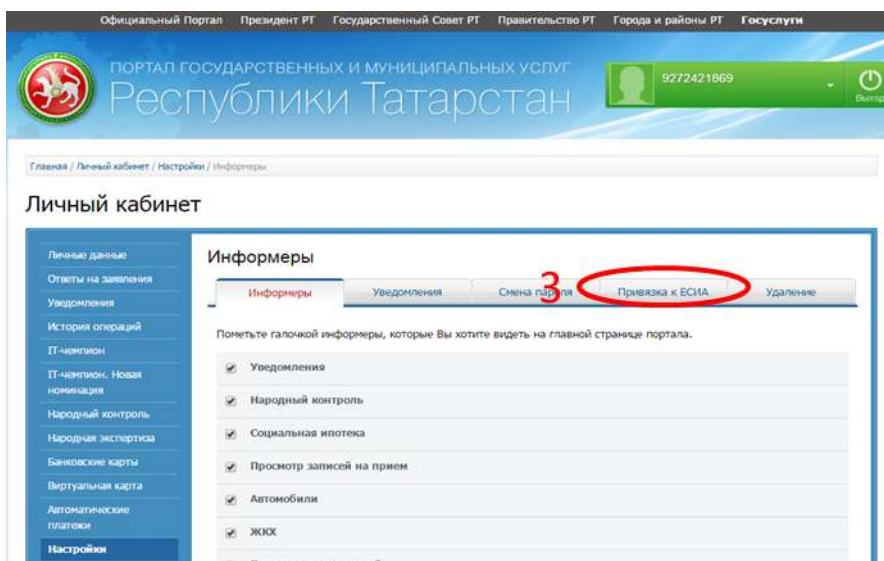 Официальный Портал Президент РТ Государственный Совет РТ Правительство РТ Города и районы РТ Госуслуги
ПОРТАЛ ГОСУДАРСТВЕННЫХ И МУНИЦИПАЛЬНЫХ УСЛУГ
Республики Татарстан
9272421869
Выход
Главная / Личный кабинет / Настройки / Информеры
Личный кабинет
Личные данные
Ответы на заявления
Уведомления
История операций
IT-чемпион
IT-чемпион. Новая
номинация
Народный контроль
Народная экспертиза
Банковские карты
Виртуальная карта
Автоматические
платежи
Настройки
Информеры
Информеры Уведомления Смена пароля 3 Привязка к ЕСИА Удаление
Пометьте галочкой информеры, которые Вы хотите видеть на главной странице портала.
Уведомления
Народный контроль
Социальная ипотека
Просмотр записей на прием
Автомобили
ЖКХ